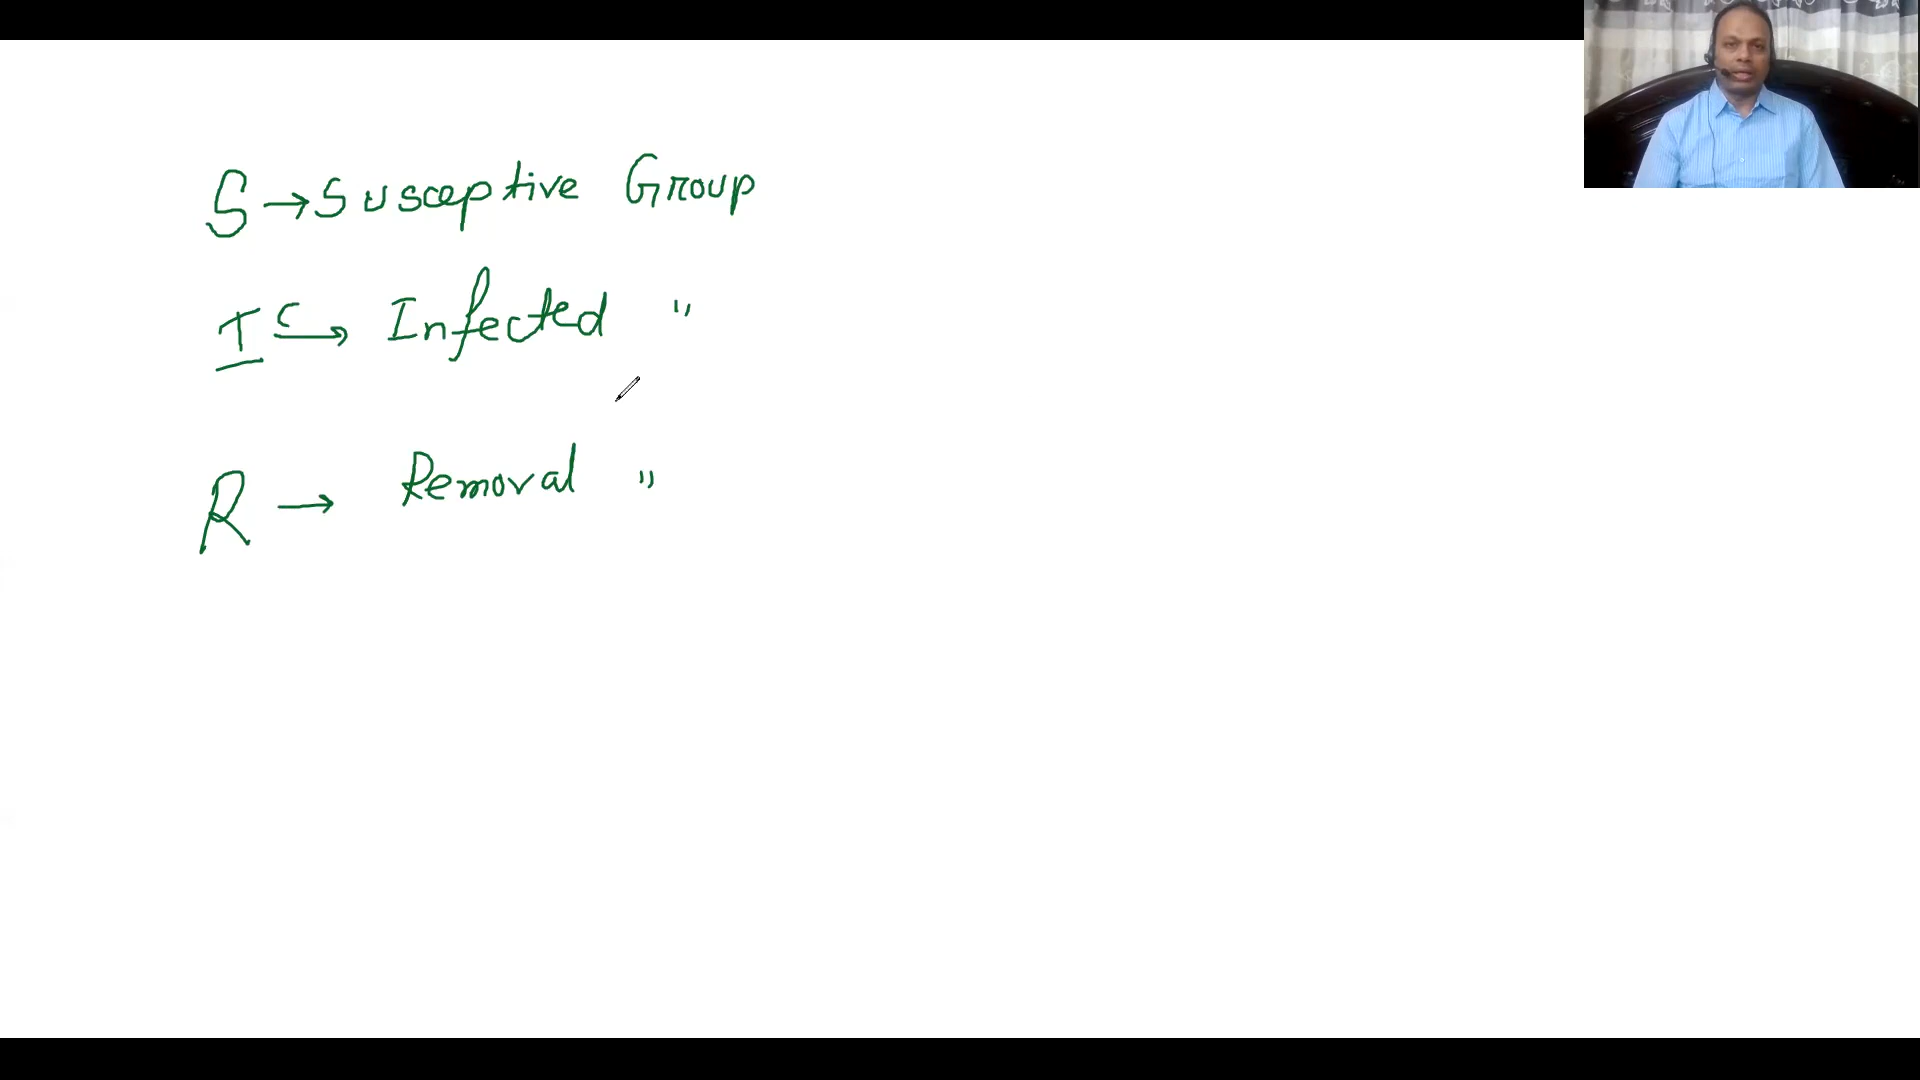 S → Susceptive Group
I → Infected "
R → Removal "